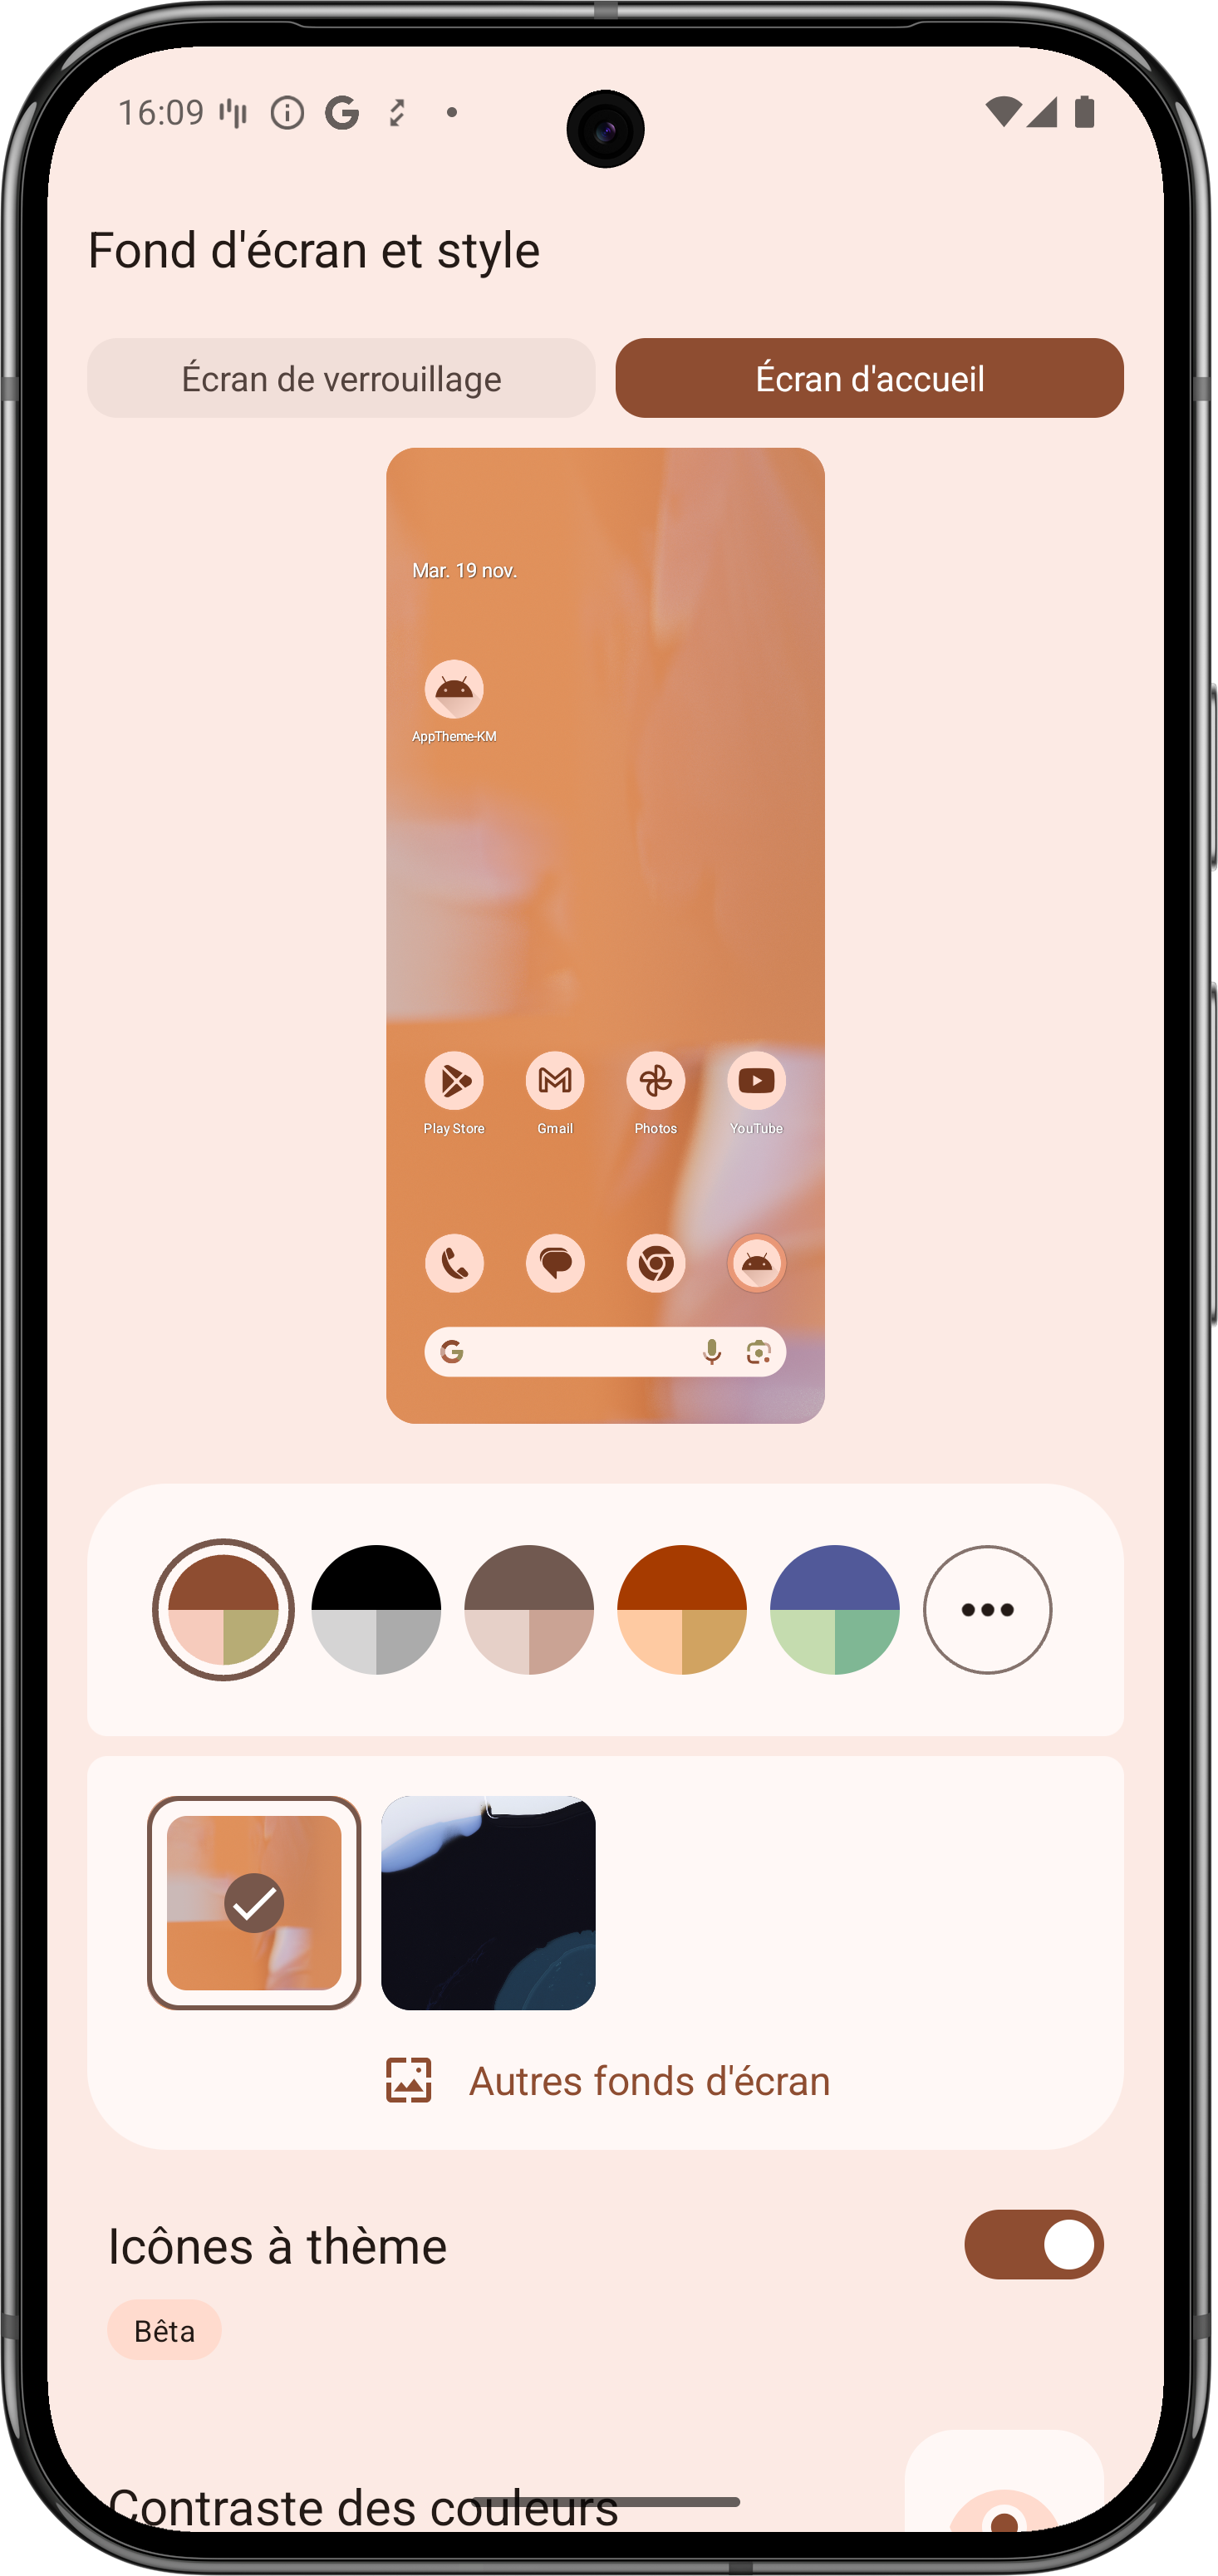 16:09
Fond d'écran et style
Écran de verrouillage
Écran d'accueil
Mar. 19 nov.
AppTheme-KM
Play Store
Gmail
Photos
YouTube
Autres fonds d'écran
Icônes à thème
Bêta
Contraste des couleurs